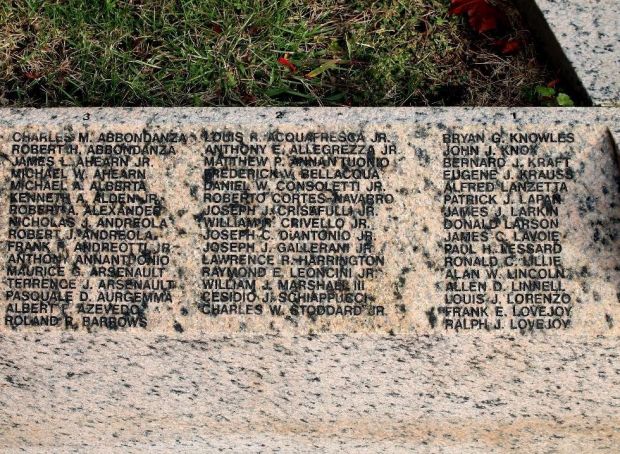 3
CHARLES M. ABBONDANZA
ROBERT H. ABBONDANZA
JAMES L. AHEARN JR.
MICHAEL W. AHEARN
MICHAEL A. ALBERTA
KENNETH A. ALDEN JR.
ROBERT A. ALEXANDER
NICHOLAS J. ANDREOLA
ROBERT J. ANDREOLA
FRANK P. ANDREOTTI JR.
ANTHONY ANNANTUONIO
MAURICE G. ARSENAULT
TERRENCE J. ARSENAULT
PASQUALE D. AURGEMMA
ALBERT F. AZEVEDO
ROLAND R. BARROWS
2
LOUIS R. ACQUAFRESCA JR.
ANTHONY E. ALLEGREZZA JR.
MATTHEW P. ANNANTUONIO
FREDERICK V. BELLACQUA
DANIEL W. CONSOLETTI JR.
ROBERTO CORTES-NAVARRO
JOSEPH J. CRISAFULLI JR.
WILLIAM R. CRIVELLO JR.
JOSEPH C. DIANTONIO JR.
JOSEPH J. GALLERANI JR.
LAWRENCE R. HARRINGTON
RAYMOND E. LEONCINI JR.
WILLIAM J. MARSHALL III
CESIDIO J. SCHIAPPUCCI
CHARLES W. STODDARD JR.
1
BRYAN G. KNOWLES
JOHN J. KNOX
BERNARD J. KRAFT
EUGENE J. KRAUSS
ALFRED LANZETTA
PATRICK J. LAPAN
JAMES J. LARKIN
DONALD LARSON
JAMES C. LAVOIE
PAUL H. LESSARD
RONALD C. LILLIE
ALAN W. LINCOLN
ALLEN D. LINNELL
LOUIS J. LORENZO
FRANK E. LOVEJOY
RALPH J. LOVEJOY